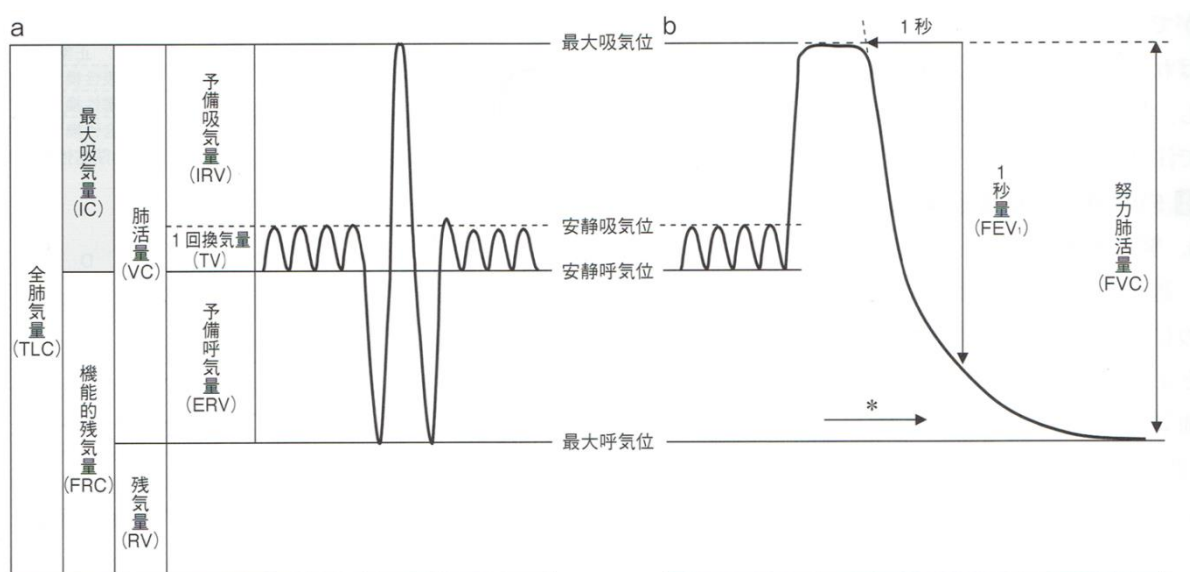 a
b
全肺気量
(TLC)
最大吸気量
(IC)
機能的残気量
(FRC)
肺活量
(VC)
残気量
(RV)
予備吸気量
(IRV)
1回換気量
(TV)
予備呼気量
(ERV)
最大吸気位
安静吸気位
安静呼気位
最大呼気位
1秒
1秒量
(FEV₁)
努力肺活量
(FVC)
*